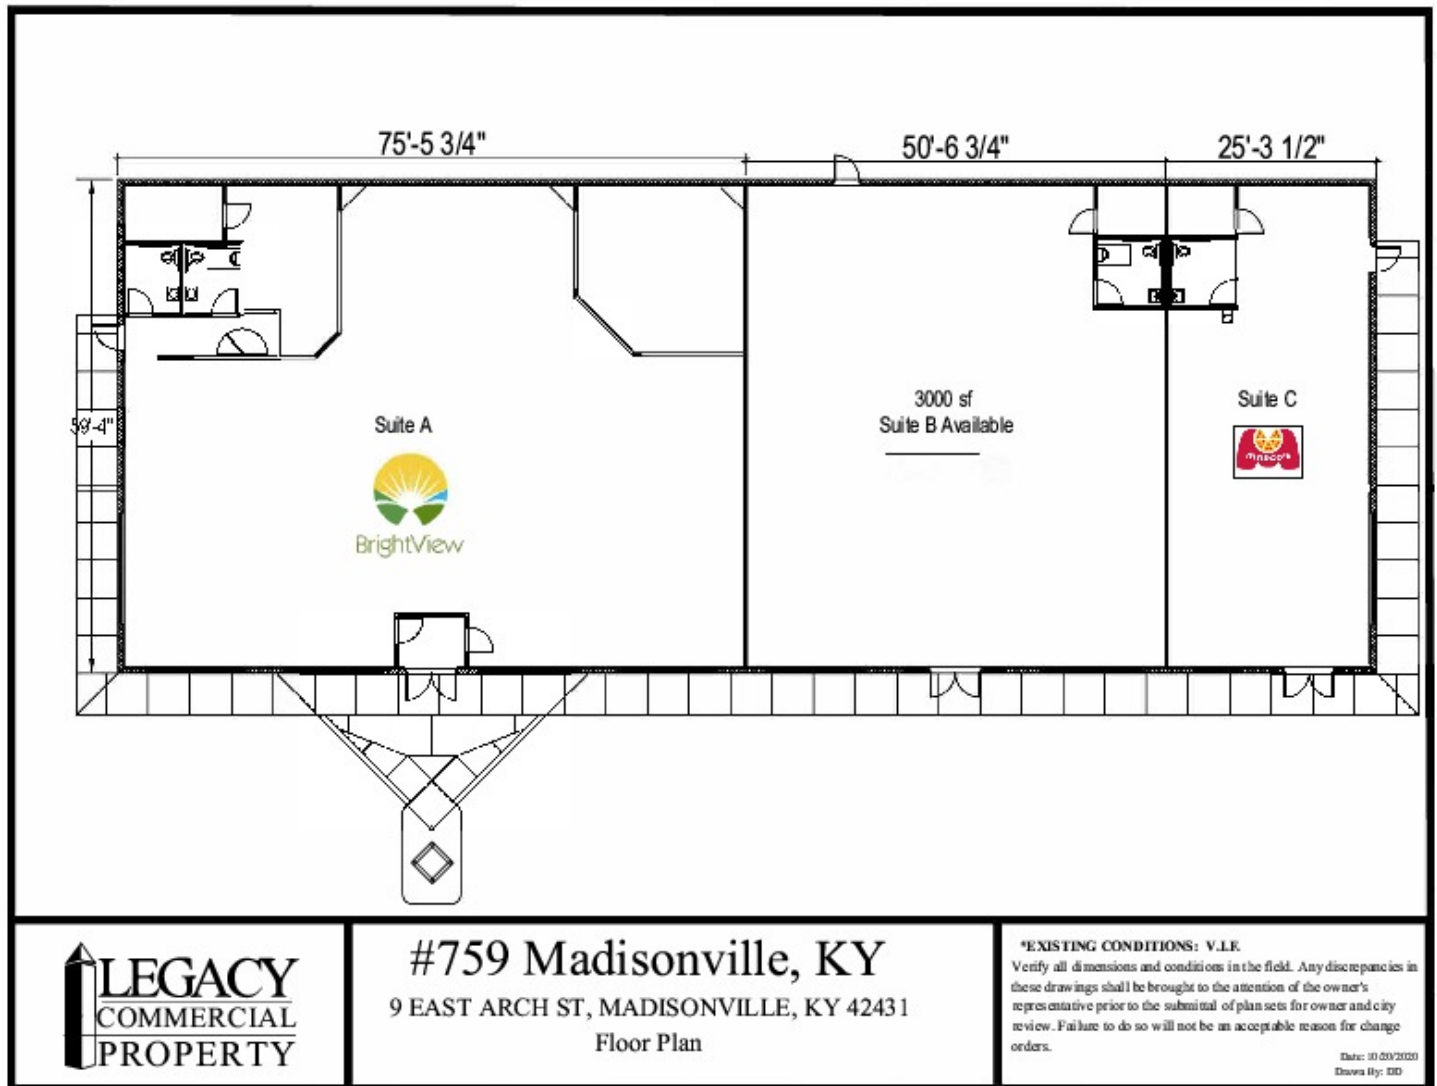 75'-5 3/4"
50'-6 3/4"
25'-3 1/2"
59'-4"
3000 sf
Suite B Available
Suite C
Suite A
BrightView
LEGACY
COMMERCIAL
PROPERTY
#759 Madisonville, KY
9 EAST ARCH ST, MADISONVILLE, KY 42431
Floor Plan
*EXISTING CONDITIONS: V.I.F.
Verify all dimensions and conditions in the field. Any discrepancies in
these drawings shall be brought to the attention of the owner's
representative prior to the submittal of plan sets for owner and city
review. Failure to do so will not be an acceptable reason for change
orders.
Date: 10/20/2020
Drawn By: DD